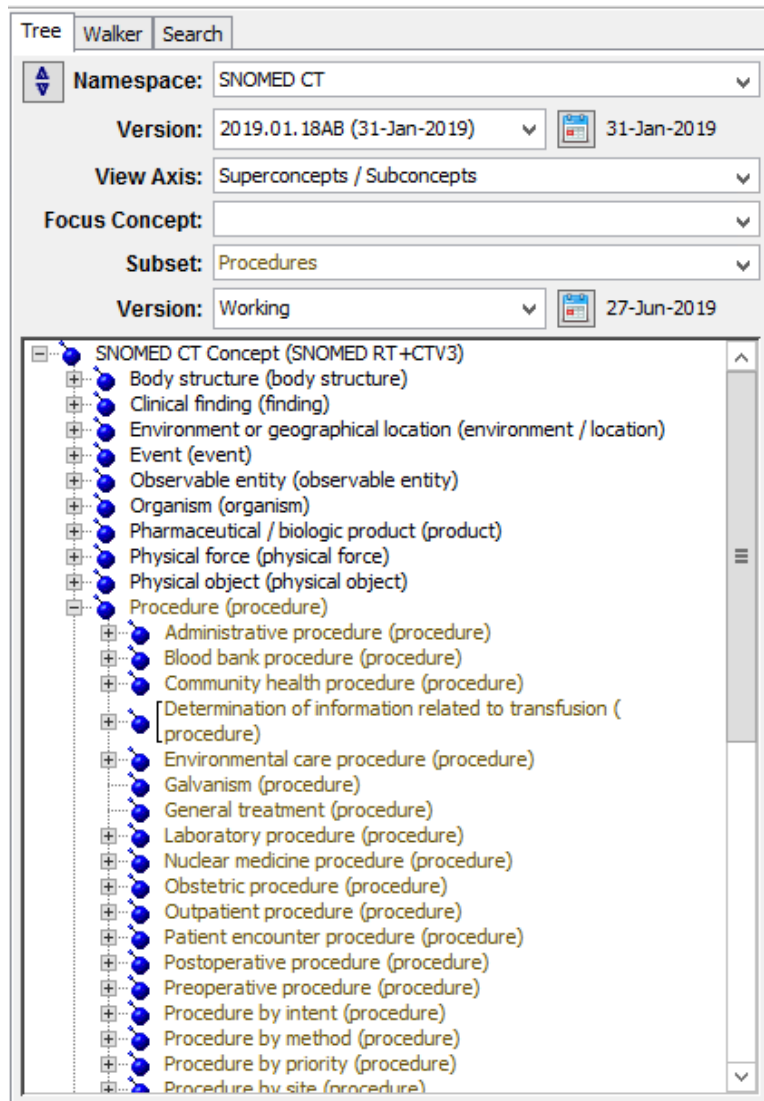 Tree Walker Search
Namespace: SNOMED CT
Version: 2019.01.18AB (31-Jan-2019) 31-Jan-2019
View Axis: Superconcepts / Subconcepts
Focus Concept:
Subset: Procedures
Version: Working 27-Jun-2019
SNOMED CT Concept (SNOMED RT+CTV3)
Body structure (body structure)
Clinical finding (finding)
Environment or geographical location (environment / location)
Event (event)
Observable entity (observable entity)
Organism (organism)
Pharmaceutical / biologic product (product)
Physical force (physical force)
Physical object (physical object)
Procedure (procedure)
Administrative procedure (procedure)
Blood bank procedure (procedure)
Community health procedure (procedure)
Determination of information related to transfusion (
procedure)
Environmental care procedure (procedure)
Galvanism (procedure)
General treatment (procedure)
Laboratory procedure (procedure)
Nuclear medicine procedure (procedure)
Obstetric procedure (procedure)
Outpatient procedure (procedure)
Patient encounter procedure (procedure)
Postoperative procedure (procedure)
Preoperative procedure (procedure)
Procedure by intent (procedure)
Procedure by method (procedure)
Procedure by priority (procedure)
Procedure by site (procedure)